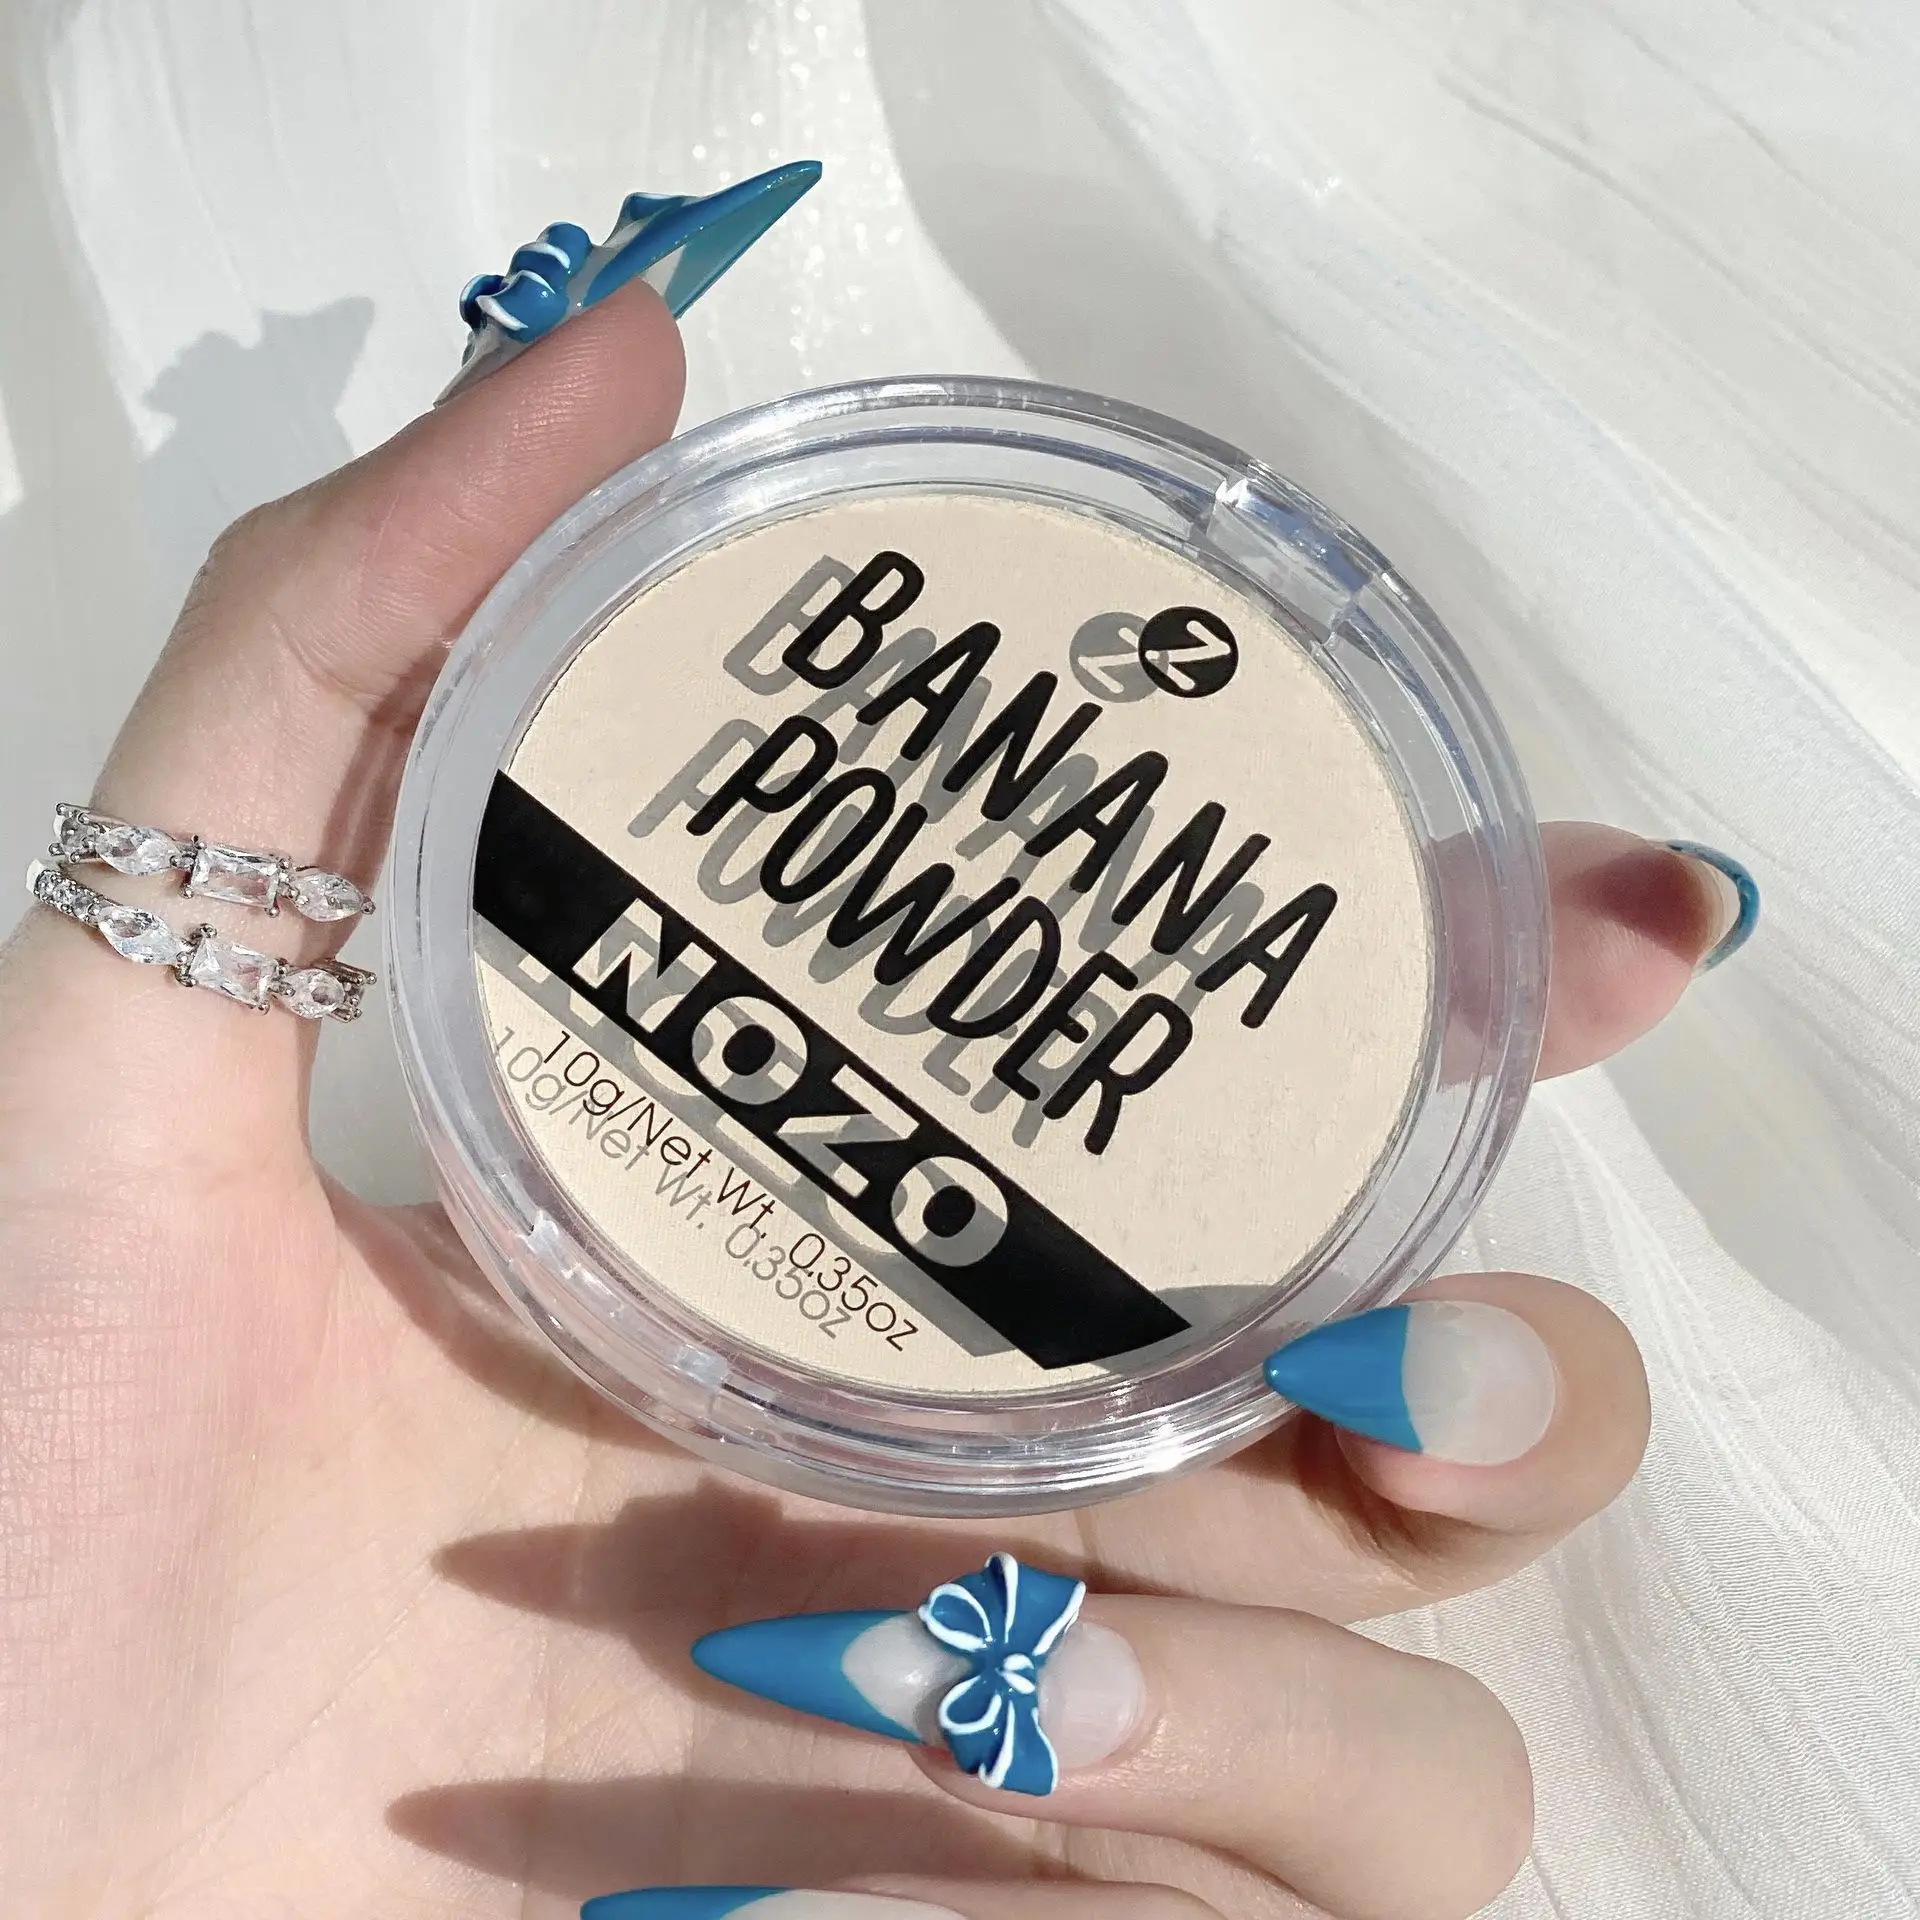 Z
BANANA
POWDER
NOZO
10g/Net Wt. 0.35oz